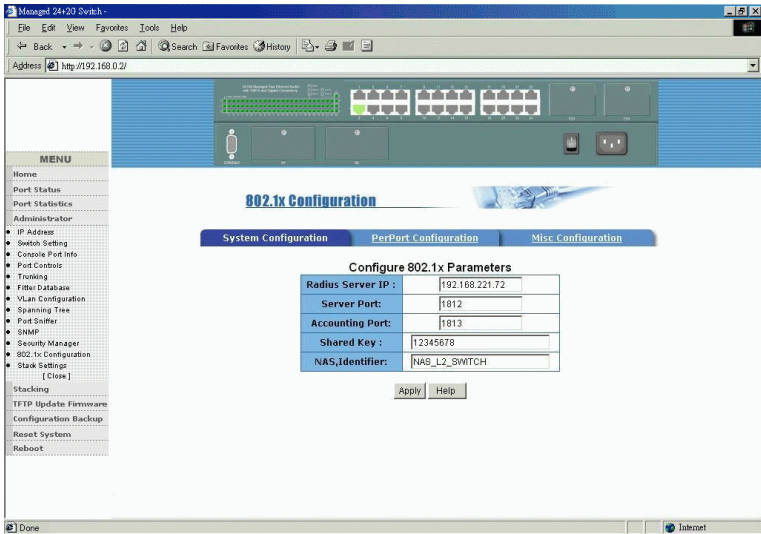 Managed 24+2G Switch -
File Edit View Favorites Tools Help
Back Search Favorites History
Address http://192.168.0.2/
MENU
Home
Port Status
Port Statistics
Administrator
IP Address
Switch Setting
Console Port Info
Port Controls
Trunking
Filter Database
VLan Configuration
Spanning Tree
Port Sniffer
SNMP
Security Manager
802.1x Configuration
Stack Settings
[ Close ]
Stacking
TFTP Update Firmware
Configuration Backup
Reset System
Reboot
802.1x Configuration
System Configuration PerPort Configuration Misc Configuration
Configure 802.1x Parameters
Radius Server IP : 192.168.221.72
Server Port: 1812
Accounting Port: 1813
Shared Key : 12345678
NAS,Identifier: NAS_L2_SWITCH
Apply Help
Done Internet